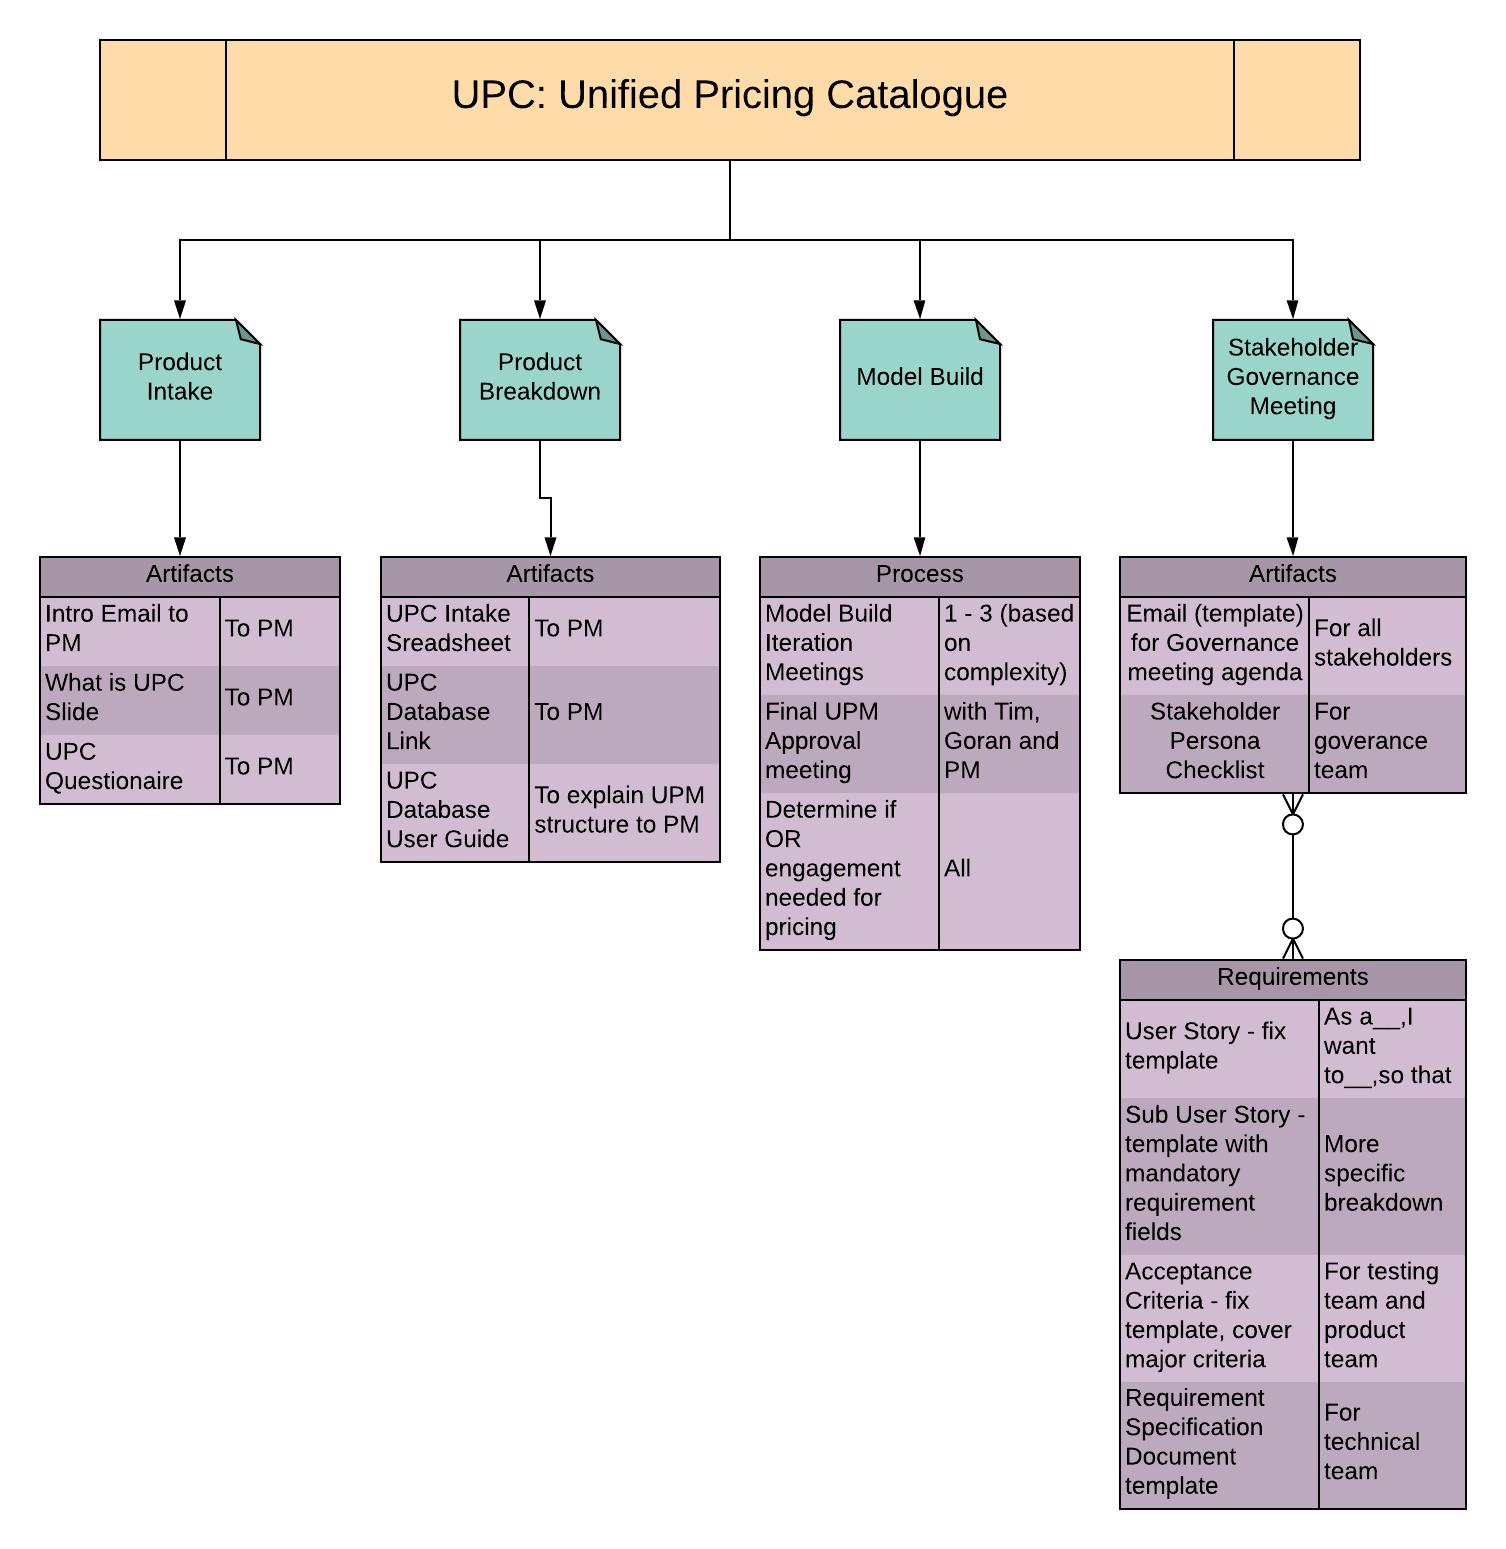 UPC: Unified Pricing Catalogue
Product
Intake
Product
Breakdown
Model Build
Stakeholder
Governance
Meeting
Artifacts
Intro Email to
PM
To PM
What is UPC
Slide
To PM
UPC
Questionaire
To PM
Artifacts
UPC Intake
Sreadsheet
To PM
UPC
Database
Link
To PM
UPC
Database
User Guide
To explain UPM
structure to PM
Process
Model Build
Iteration
Meetings
1 - 3 (based
on
complexity)
Final UPM
Approval
meeting
with Tim,
Goran and
PM
Determine if
OR
engagement
needed for
pricing
All
Artifacts
Email (template)
for Governance
meeting agenda
For all
stakeholders
Stakeholder
Persona
Checklist
For
goverance
team
Requirements
User Story - fix
template
As a__,I
want
to__,so that
Sub User Story -
template with
mandatory
requirement
fields
More
specific
breakdown
Acceptance
Criteria - fix
template, cover
major criteria
For testing
team and
product
team
Requirement
Specification
Document
template
For
technical
team